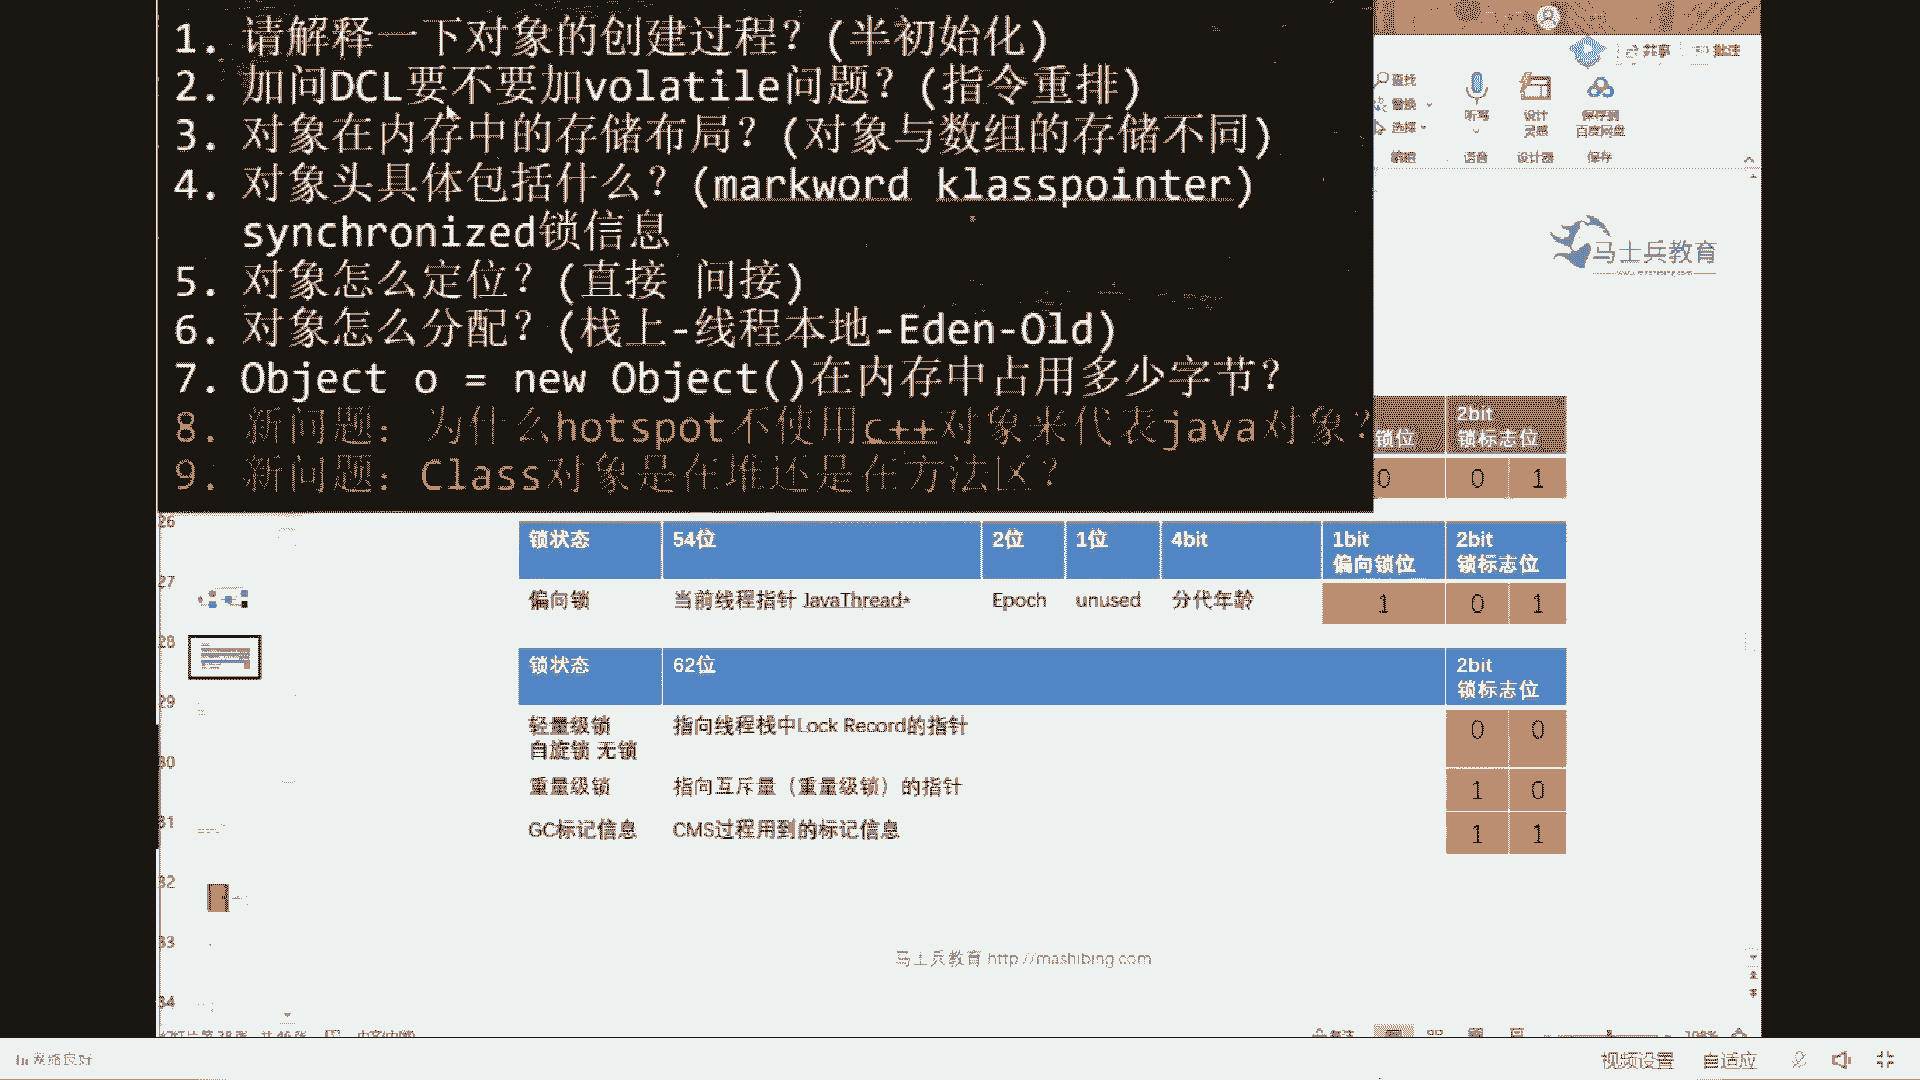 1. 请解释一下对象的创建过程？(半初始化)
2. 加问DCL要不要加volatile问题？(指令重排)
3. 对象在内存中的存储布局？(对象与数组的存储不同)
4. 对象头具体包括什么？(markword klasspointer)
synchronized锁信息
5. 对象怎么定位？(直接 间接)
6. 对象怎么分配？(栈上-线程本地-Eden-Old)
7. Object o = new Object()在内存中占用多少字节？
8. 新问题：为什么hotspot不使用c++对象来代表java对象？
9. 新问题：Class对象是在堆还是在方法区？
共享 批注
查找
替换
选择
编辑
听写
语音
设计
灵感
设计器
保存到
百度网盘
保存
马士兵教育
锁位 2bit
锁标志位
0 0 1
锁状态 54位 2位 1位 4bit 1bit
偏向锁位 2bit
锁标志位
偏向锁 当前线程指针 JavaThread* Epoch unused 分代年龄 1 0 1
锁状态 62位 2bit
锁标志位
轻量级锁
自旋锁 无锁 指向线程栈中Lock Record的指针 0 0
重量级锁 指向互斥量（重量级锁）的指针 1 0
GC标记信息 CMS过程用到的标记信息 1 1
马士兵教育 http://mashibing.com
26
27
28
29
30
31
32
33
34
网络良好 视频设置 自适应